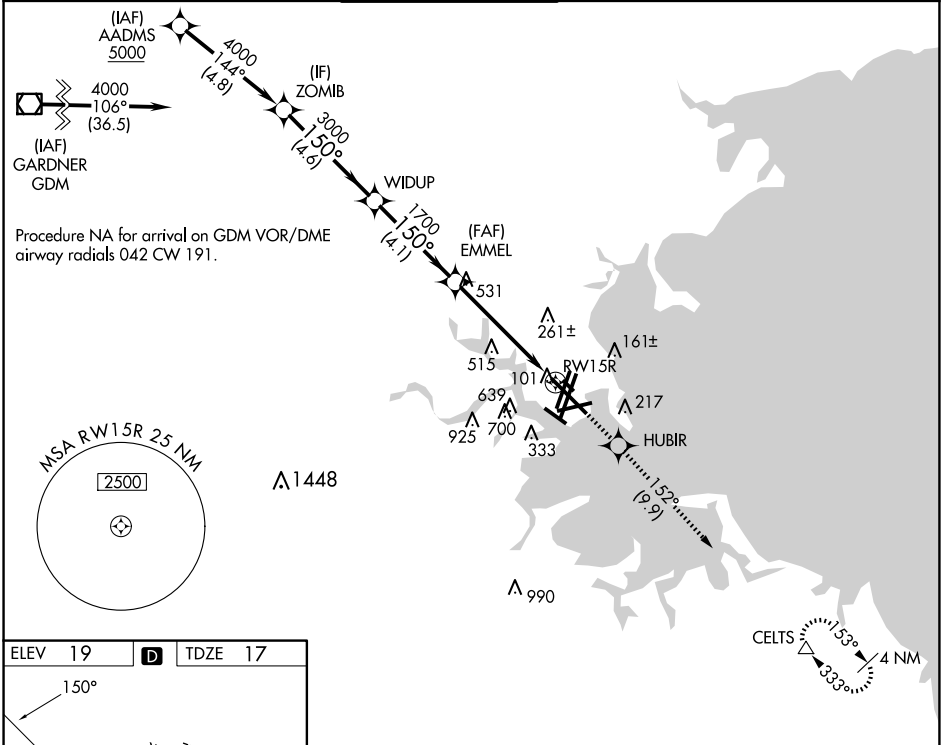 (IAF)
AADMS
5000
4000
144°
(4.8)
(IF)
ZOMIB
4000
106°
(36.5)
(IAF)
GARDNER
GDM
3000
150°
(4.6)
WIDUP
1700
150°
(4.1)
(FAF)
EMMEL
Procedure NA for arrival on GDM VOR/DME
airway radials 042 CW 191.
531
261±
515
161±
101
RW15R
639
217
925
700
333
HUBIR
MSA RW15R 25 NM
2500
1448
152°
(9.9)
990
CELTS
153°
4 NM
333°
ELEV 19 D TDZE 17
150°